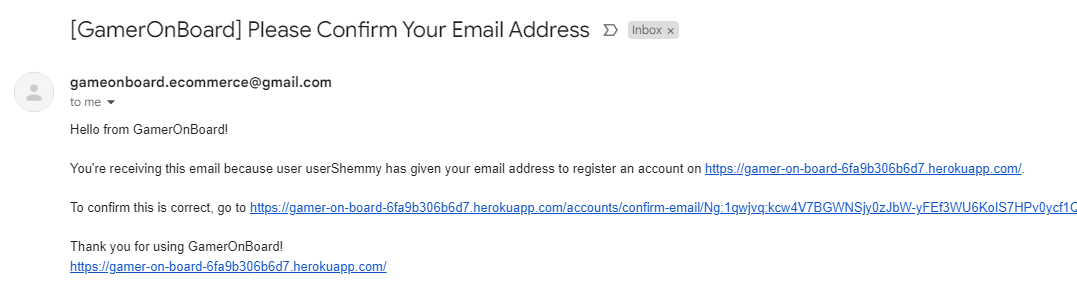 [GamerOnBoard] Please Confirm Your Email Address Inbox ×
gameonboard.ecommerce@gmail.com
to me
Hello from GamerOnBoard!
You're receiving this email because user userShemmy has given your email address to register an account on https://gamer-on-board-6fa9b306b6d7.herokuapp.com/.
To confirm this is correct, go to https://gamer-on-board-6fa9b306b6d7.herokuapp.com/accounts/confirm-email/Ng:1qwjvq:kcw4V7BGWNSjy0zJbW-yFEf3WU6KoIS7HPv0ycf1Q
Thank you for using GamerOnBoard!
https://gamer-on-board-6fa9b306b6d7.herokuapp.com/